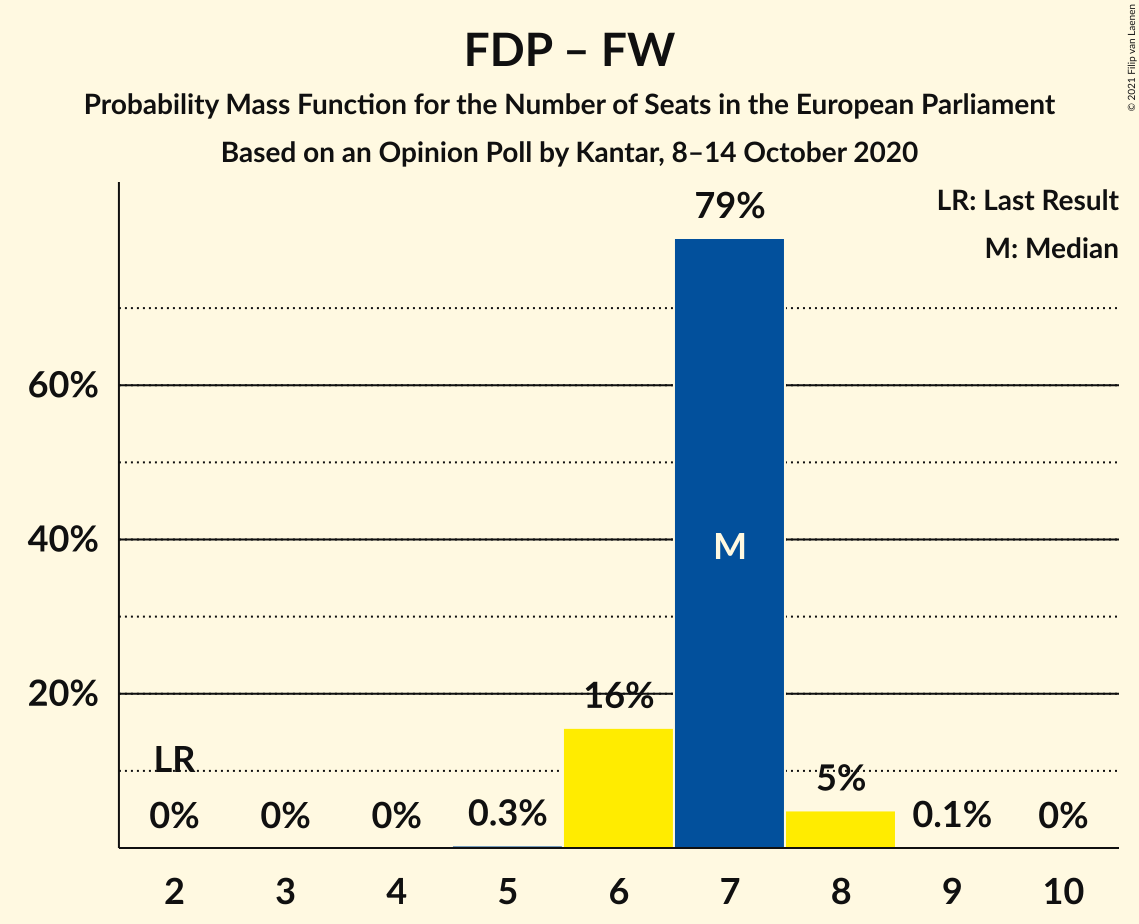 FDP – FW
Probability Mass Function for the Number of Seats in the European Parliament
Based on an Opinion Poll by Kantar, 8–14 October 2020
© 2021 Filip van Laenen
LR: Last Result
M: Median
79%
60%
40%
M
20%
16%
LR
5%
0%
0%
0%
0.3%
0.1%
0%
2 3 4 5 6 7 8 9 10